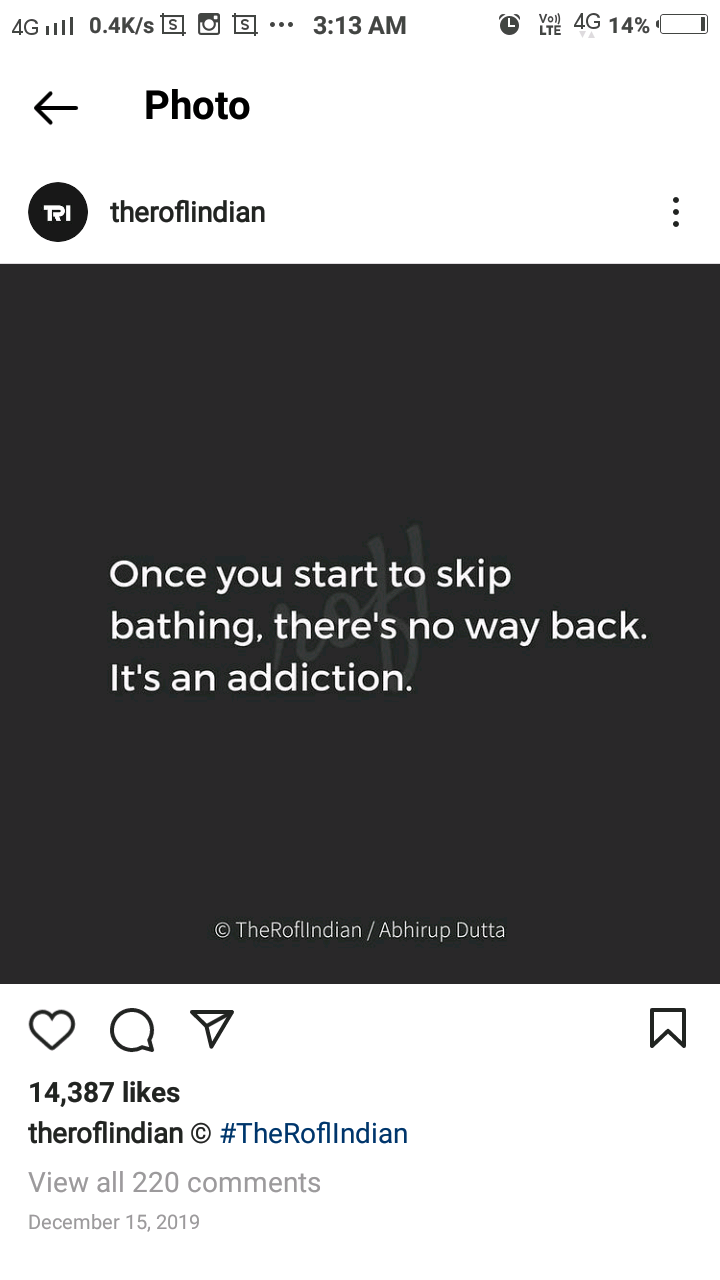 4G 0.4K/s S S ... 3:13 AM Vo)) LTE 4G 14%
Photo
TRI theroflindian
rofl
Once you start to skip
bathing, there's no way back.
It's an addiction.
© TheRoflIndian / Abhirup Dutta
14,387 likes
theroflindian © #TheRoflIndian
View all 220 comments
December 15, 2019